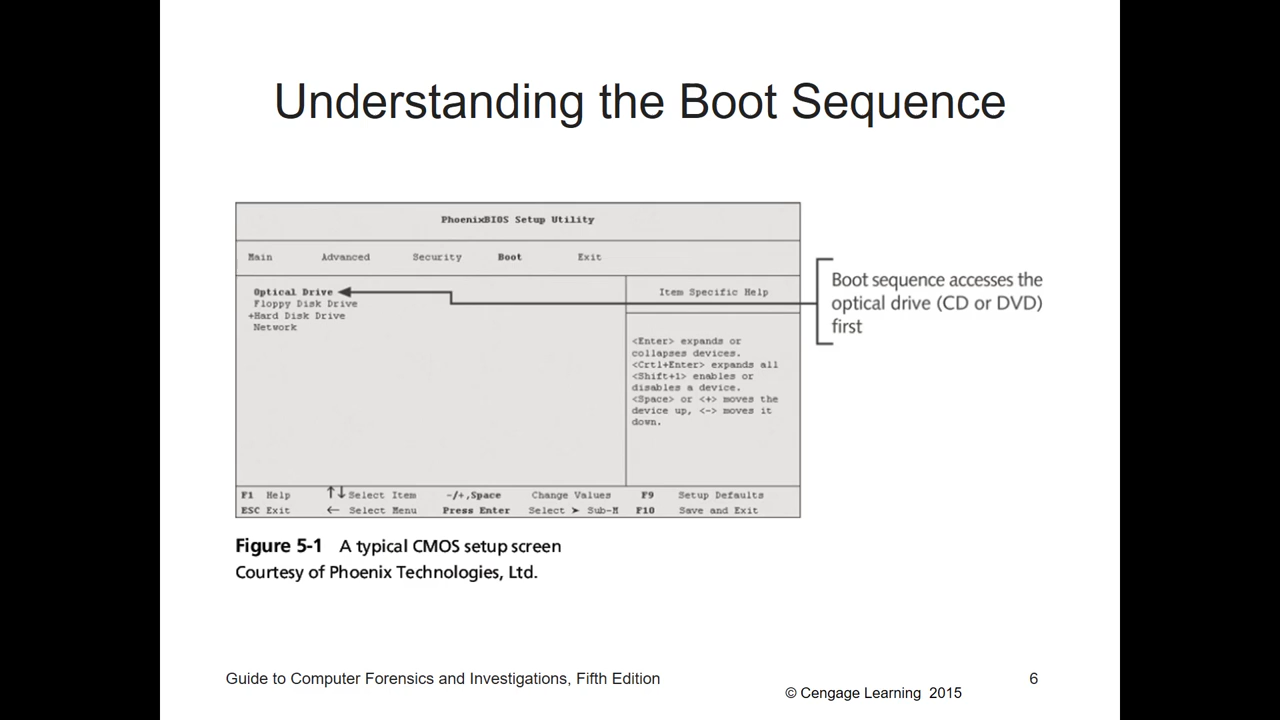 Understanding the Boot Sequence
PhoenixBIOS Setup Utility
Main Advanced Security Boot Exit
Optical Drive
Floppy Disk Drive
+Hard Disk Drive
Network
Item Specific Help
<Enter> expands or
collapses devices.
<Crtl+Enter> expands all
<Shift+1> enables or
disables a device.
<Space> or <+> moves the
device up, <-> moves it
down.
F1 Help ↑↓ Select Item -/+,Space Change Values F9 Setup Defaults
ESC Exit ← Select Menu Press Enter Select ➤ Sub-M F10 Save and Exit
Boot sequence accesses the
optical drive (CD or DVD)
first
Figure 5-1 A typical CMOS setup screen
Courtesy of Phoenix Technologies, Ltd.
Guide to Computer Forensics and Investigations, Fifth Edition
© Cengage Learning 2015
6